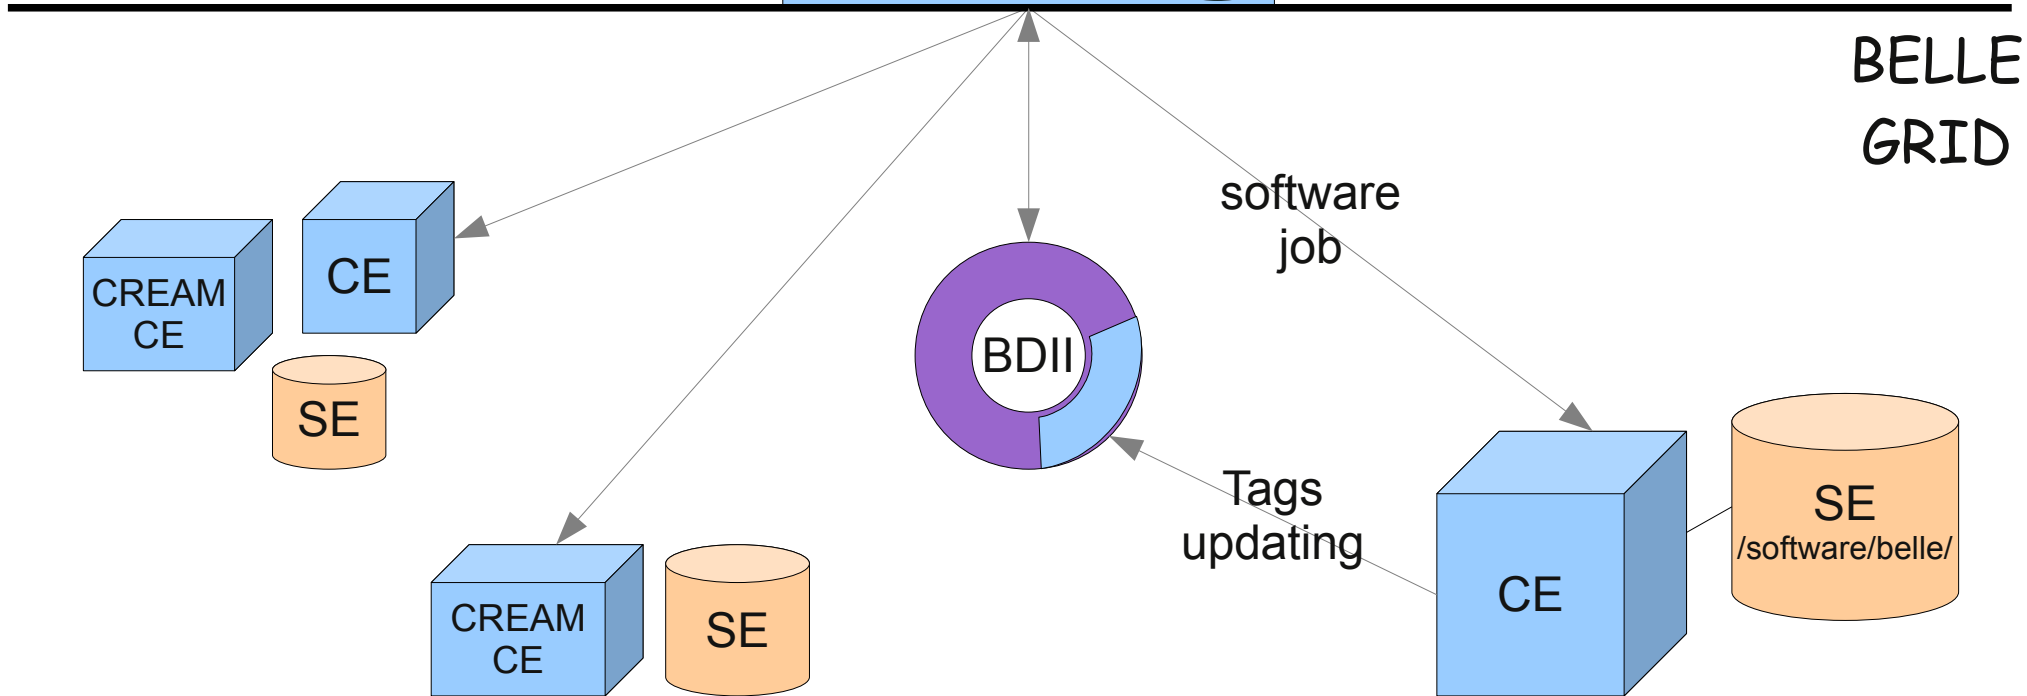 BELLE
GRID
software
job
CE
CREAM
CE
BDII
SE
Tags
updating
SE
/software/belle/
CE
CREAM
CE
SE